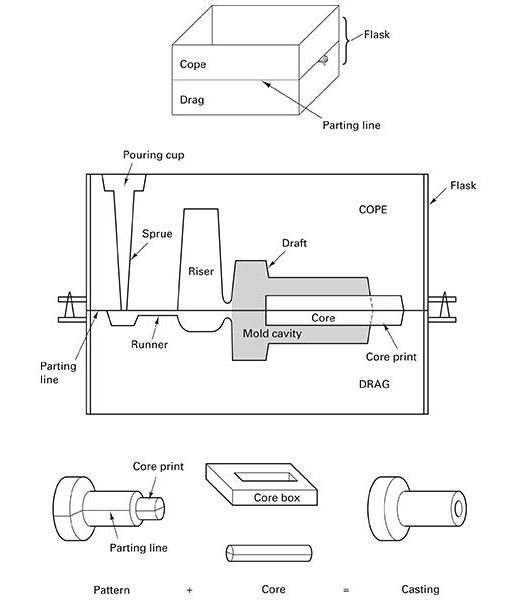 Flask
Cope
Drag
Parting line
Pouring cup
Flask
COPE
Sprue
Draft
Riser
Core
Mold cavity
Runner
Core print
Parting
line
DRAG
Core print
Core box
Parting line
Pattern + Core = Casting